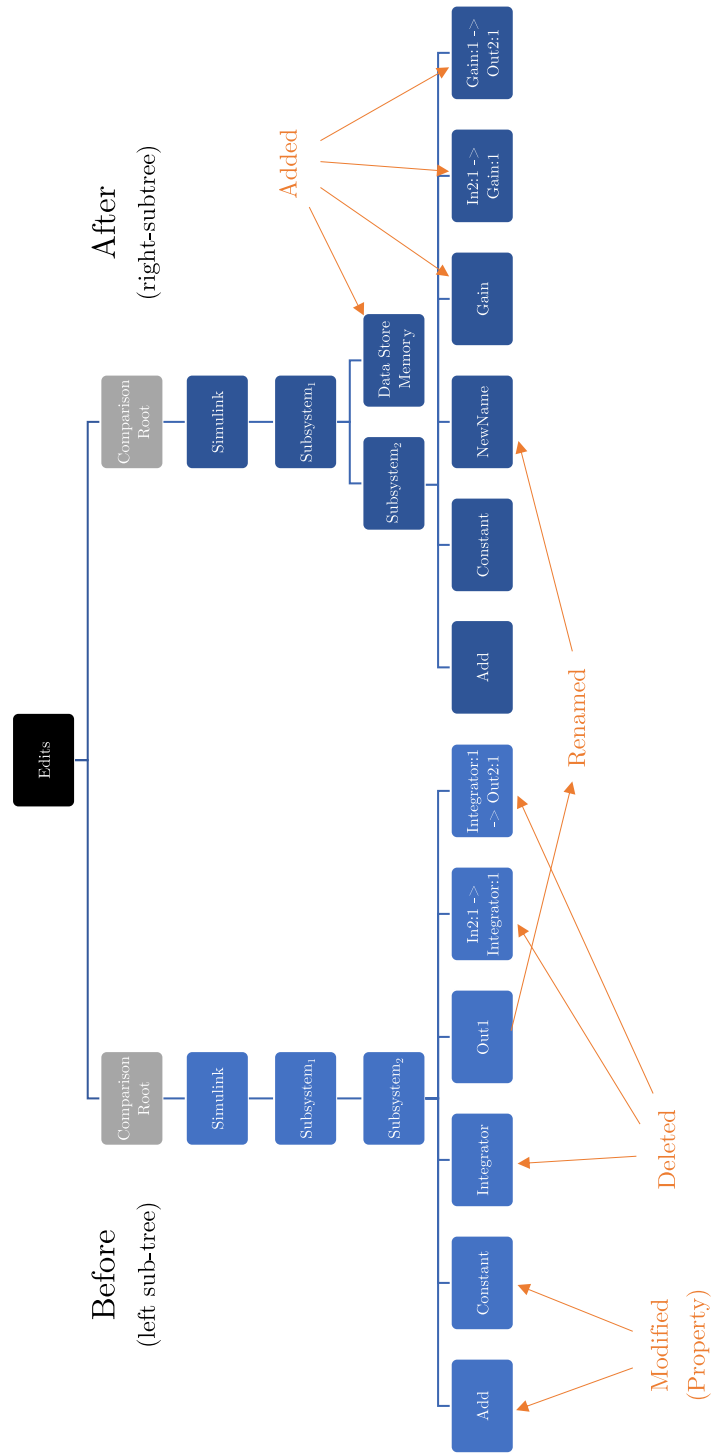 Edits
Before
(left sub-tree)
After
(right-subtree)
Comparison
Root
Comparison
Root
Simulink
Simulink
Subsystem₁
Subsystem₁
Subsystem₂
Subsystem₂
Data Store
Memory
Added
Add
Constant
Integrator
Out1
In2:1 ->
Integrator:1
Integrator:1
-> Out2:1
Add
Constant
NewName
Gain
In2:1 ->
Gain:1
Gain:1 ->
Out2:1
Modified
(Property)
Deleted
Renamed